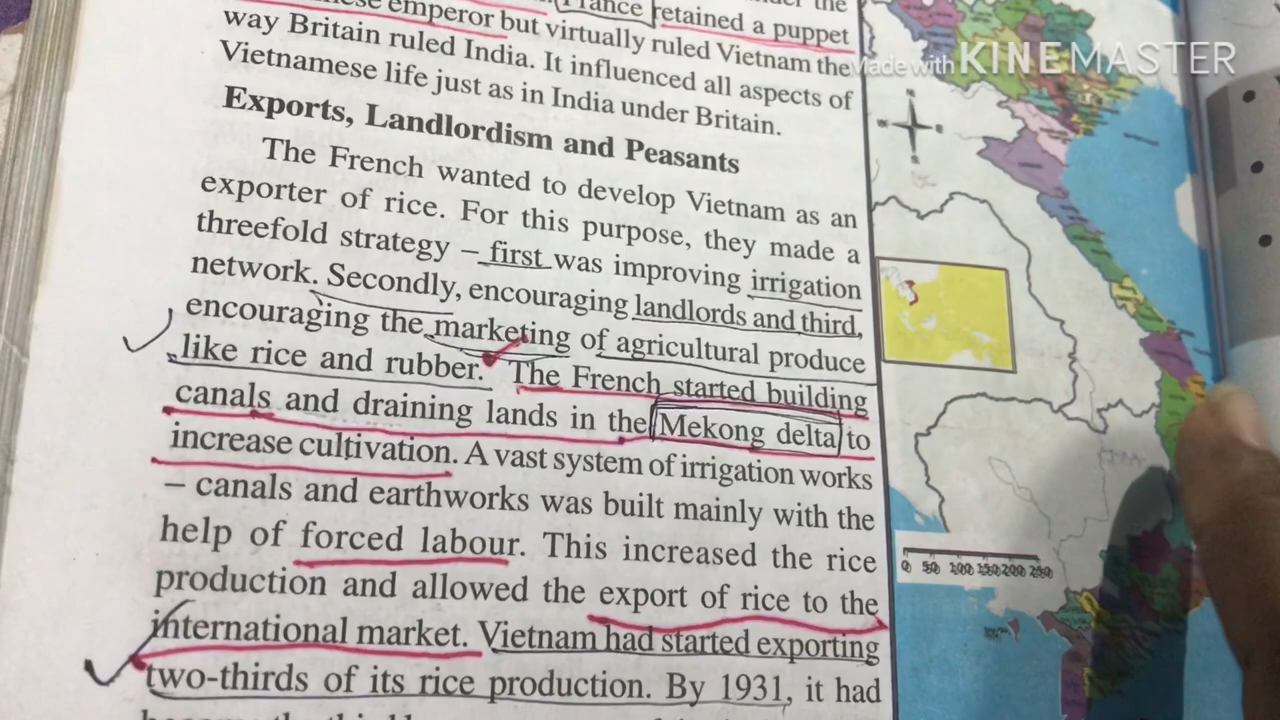 the
France retained a puppet
emperor but virtually ruled Vietnam the
way Britain ruled India. It influenced all aspects of
Vietnamese life just as in India under Britain.
Exports, Landlordism and Peasants
The French wanted to develop Vietnam as an
exporter of rice. For this purpose, they made a
threefold strategy – first was improving irrigation
network. Secondly, encouraging landlords and third,
encouraging the marketing of agricultural produce
like rice and rubber. The French started building
canals and draining lands in the Mekong delta to
increase cultivation. A vast system of irrigation works
– canals and earthworks was built mainly with the
help of forced labour. This increased the rice
production and allowed the export of rice to the
international market. Vietnam had started exporting
two-thirds of its rice production. By 1931, it had
Made with KINEMASTER
0 50 100 150 200 250